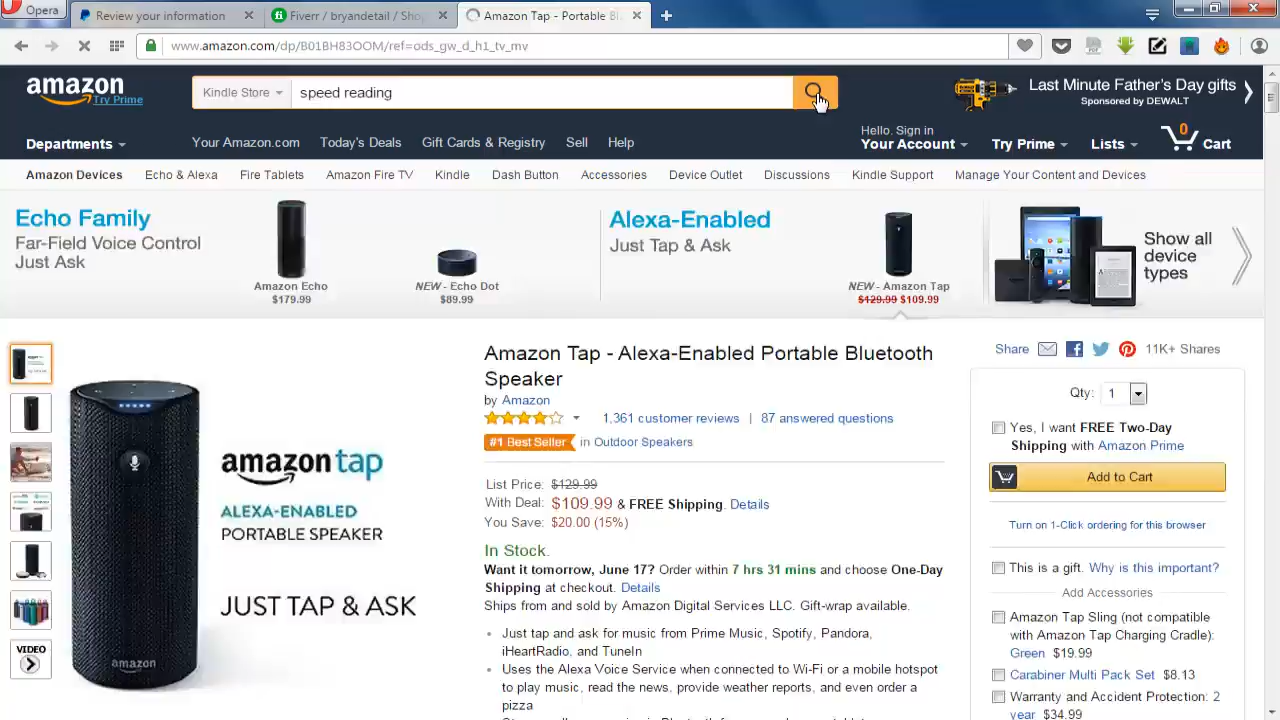 Opera
Review your information
Fiverr / bryandetail / Shop
Amazon Tap - Portable Bl
www.amazon.com/dp/B01BH83OOM/ref=ods_gw_d_h1_tv_mv
amazon
Try Prime
Kindle Store
speed reading
Last Minute Father's Day gifts
Sponsored by DEWALT
Departments
Your Amazon.com
Today's Deals
Gift Cards & Registry
Sell
Help
Hello. Sign in
Your Account
Try Prime
Lists
0
Cart
Amazon Devices
Echo & Alexa
Fire Tablets
Amazon Fire TV
Kindle
Dash Button
Accessories
Device Outlet
Discussions
Kindle Support
Manage Your Content and Devices
Echo Family
Far-Field Voice Control
Just Ask
Amazon Echo
$179.99
NEW - Echo Dot
$89.99
Alexa-Enabled
Just Tap & Ask
NEW - Amazon Tap
$129.99 $109.99
Show all
device
types
amazon tap
ALEXA-ENABLED
PORTABLE SPEAKER
JUST TAP & ASK
amazon
VIDEO
Amazon Tap - Alexa-Enabled Portable Bluetooth
Speaker
by Amazon
1,361 customer reviews | 87 answered questions
#1 Best Seller in Outdoor Speakers
List Price: $129.99
With Deal: $109.99 & FREE Shipping. Details
You Save: $20.00 (15%)
In Stock.
Want it tomorrow, June 17? Order within 7 hrs 31 mins and choose One-Day
Shipping at checkout. Details
Ships from and sold by Amazon Digital Services LLC. Gift-wrap available.
Just tap and ask for music from Prime Music, Spotify, Pandora,
iHeartRadio, and TuneIn
Uses the Alexa Voice Service when connected to Wi-Fi or a mobile hotspot
to play music, read the news, provide weather reports, and even order a
pizza
Share
11K+ Shares
Qty: 1
Yes, I want FREE Two-Day
Shipping with Amazon Prime
Add to Cart
Turn on 1-Click ordering for this browser
This is a gift. Why is this important?
Add Accessories
Amazon Tap Sling (not compatible
with Amazon Tap Charging Cradle):
Green $19.99
Carabiner Multi Pack Set $8.13
Warranty and Accident Protection: 2
year $34.99